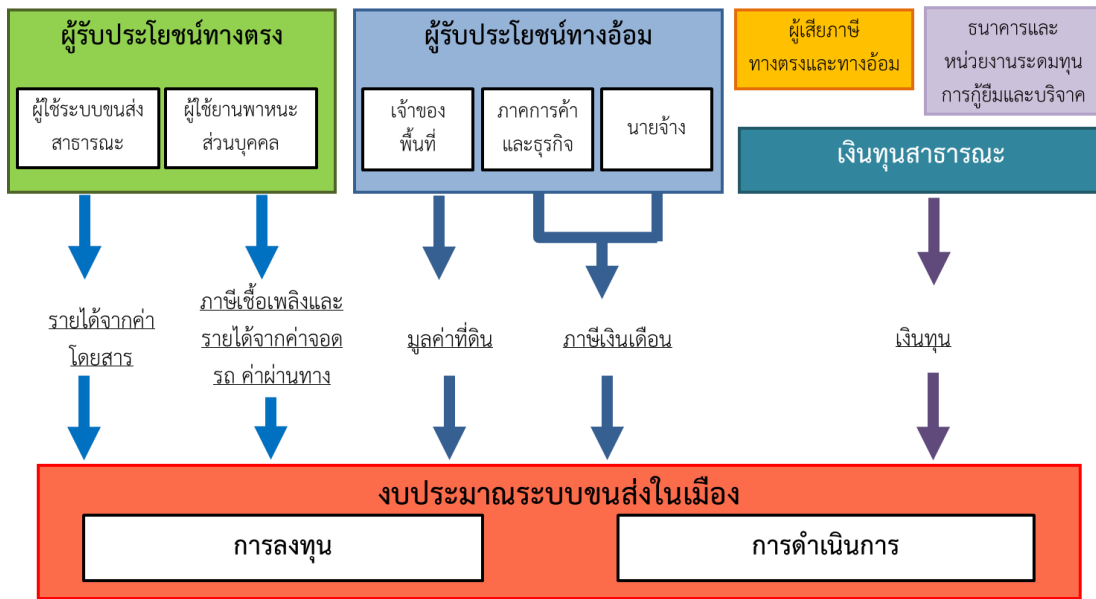 ผู้รับประโยชน์ทางตรง
ผู้ใช้ระบบขนส่ง
สาธารณะ
ผู้ใช้ยานพาหนะ
ส่วนบุคคล
ผู้รับประโยชน์ทางอ้อม
เจ้าของ
พื้นที่
ภาคการค้า
และธุรกิจ
นายจ้าง
ผู้เสียภาษี
ทางตรงและทางอ้อม
ธนาคารและ
หน่วยงานระดมทุน
การกู้ยืมและบริจาค
เงินทุนสาธารณะ
รายได้จากค่า
โดยสาร
ภาษีเชื้อเพลิงและ
รายได้จากค่าจอด
รถ ค่าผ่านทาง
มูลค่าที่ดิน
ภาษีเงินเดือน
เงินทุน
งบประมาณระบบขนส่งในเมือง
การลงทุน
การดำเนินการ